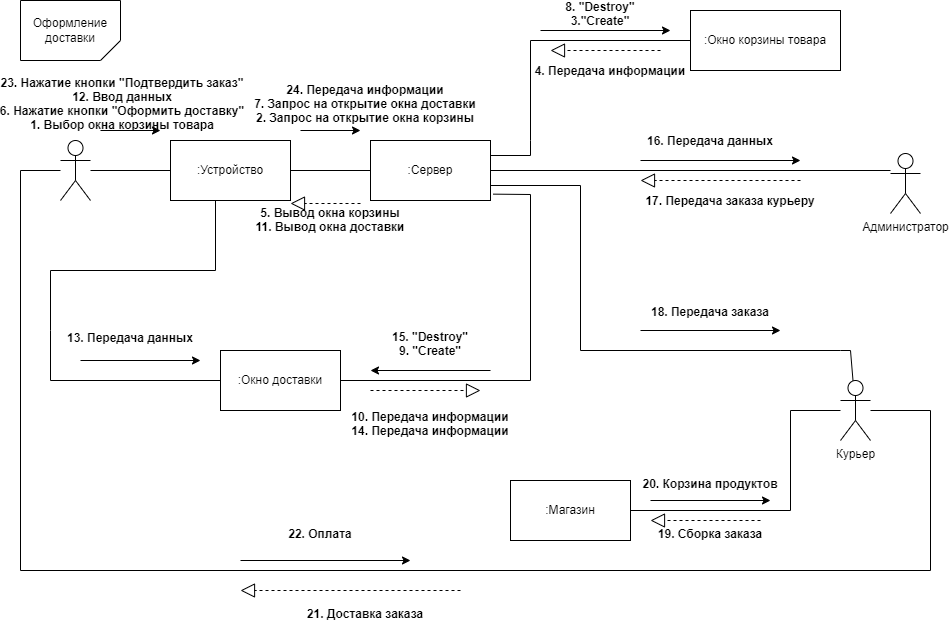 Оформление
доставки
8. "Destroy"
3."Create"
:Окно корзины товара
4. Передача информации
23. Нажатие кнопки "Подтвердить заказ"
12. Ввод данных
6. Нажатие кнопки "Оформить доставку"
1. Выбор окна корзины товара
24. Передача информации
7. Запрос на открытие окна доставки
2. Запрос на открытие окна корзины
:Устройство
:Сервер
16. Передача данных
17. Передача заказа курьеру
Администратор
5. Вывод окна корзины
11. Вывод окна доставки
18. Передача заказа
13. Передача данных
15. "Destroy"
9. "Create"
:Окно доставки
10. Передача информации
14. Передача информации
Курьер
20. Корзина продуктов
:Магазин
19. Сборка заказа
22. Оплата
21. Доставка заказа